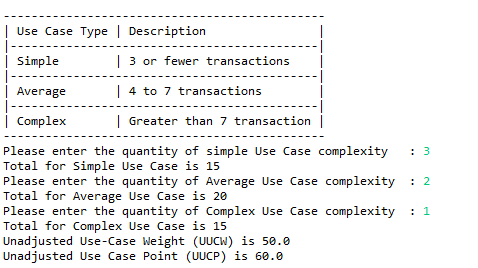 ----------------------------------------------
| Use Case Type | Description                |
|--------------------------------------------|
| Simple        | 3 or fewer transactions    |
|--------------------------------------------|
| Average       | 4 to 7 transactions        |
|--------------------------------------------|
| Complex       | Greater than 7 transaction |
----------------------------------------------
Please enter the quantity of simple Use Case complexity   : 3
Total for Simple Use Case is 15
Please enter the quantity of Average Use Case complexity  : 2
Total for Average Use Case is 20
Please enter the quantity of Complex Use Case complexity  : 1
Total for Complex Use Case is 15
Unadjusted Use-Case Weight (UUCW) is 50.0
Unadjusted Use Case Point (UUCP) is 60.0